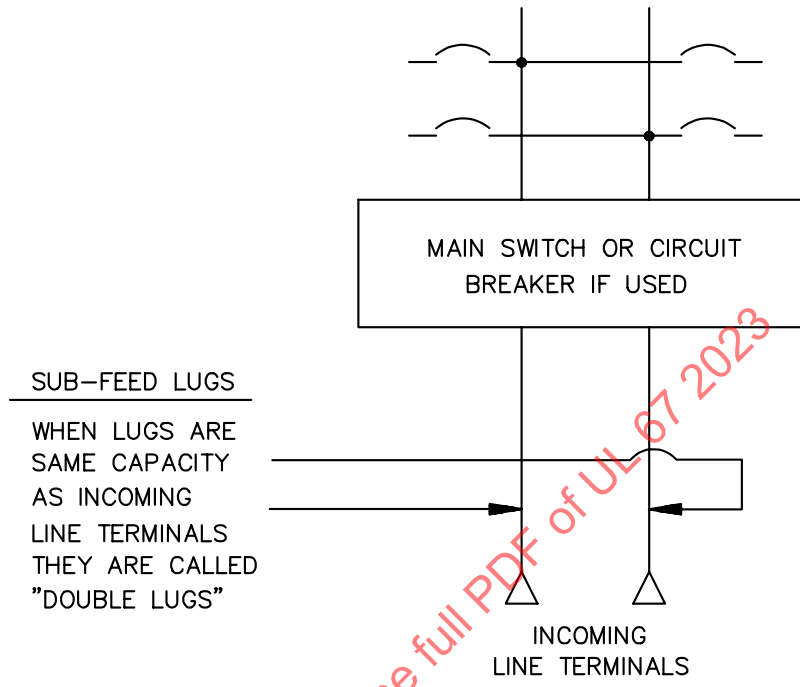 MAIN SWITCH OR CIRCUIT
BREAKER IF USED
SUB-FEED LUGS
WHEN LUGS ARE
SAME CAPACITY
AS INCOMING
LINE TERMINALS
THEY ARE CALLED
"DOUBLE LUGS"
INCOMING
LINE TERMINALS
full PDF of UL 67 2023